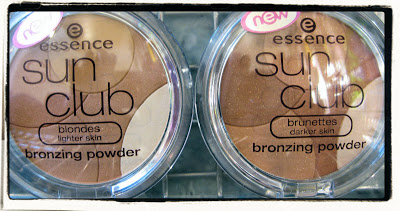 new
essence
sun
club
blondes
lighter skin
bronzing powder
new
essence
sun
club
brunettes
darker skin
bronzing powder